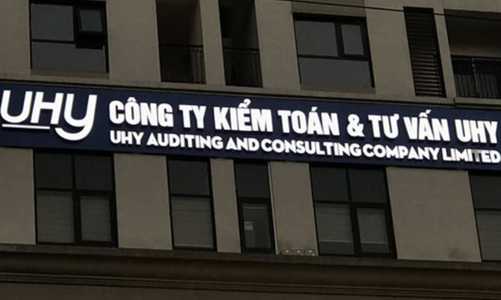 UHY
CÔNG TY KIỂM TOÁN & TƯ VẤN UHY
UHY AUDITING AND CONSULTING COMPANY LIMITED